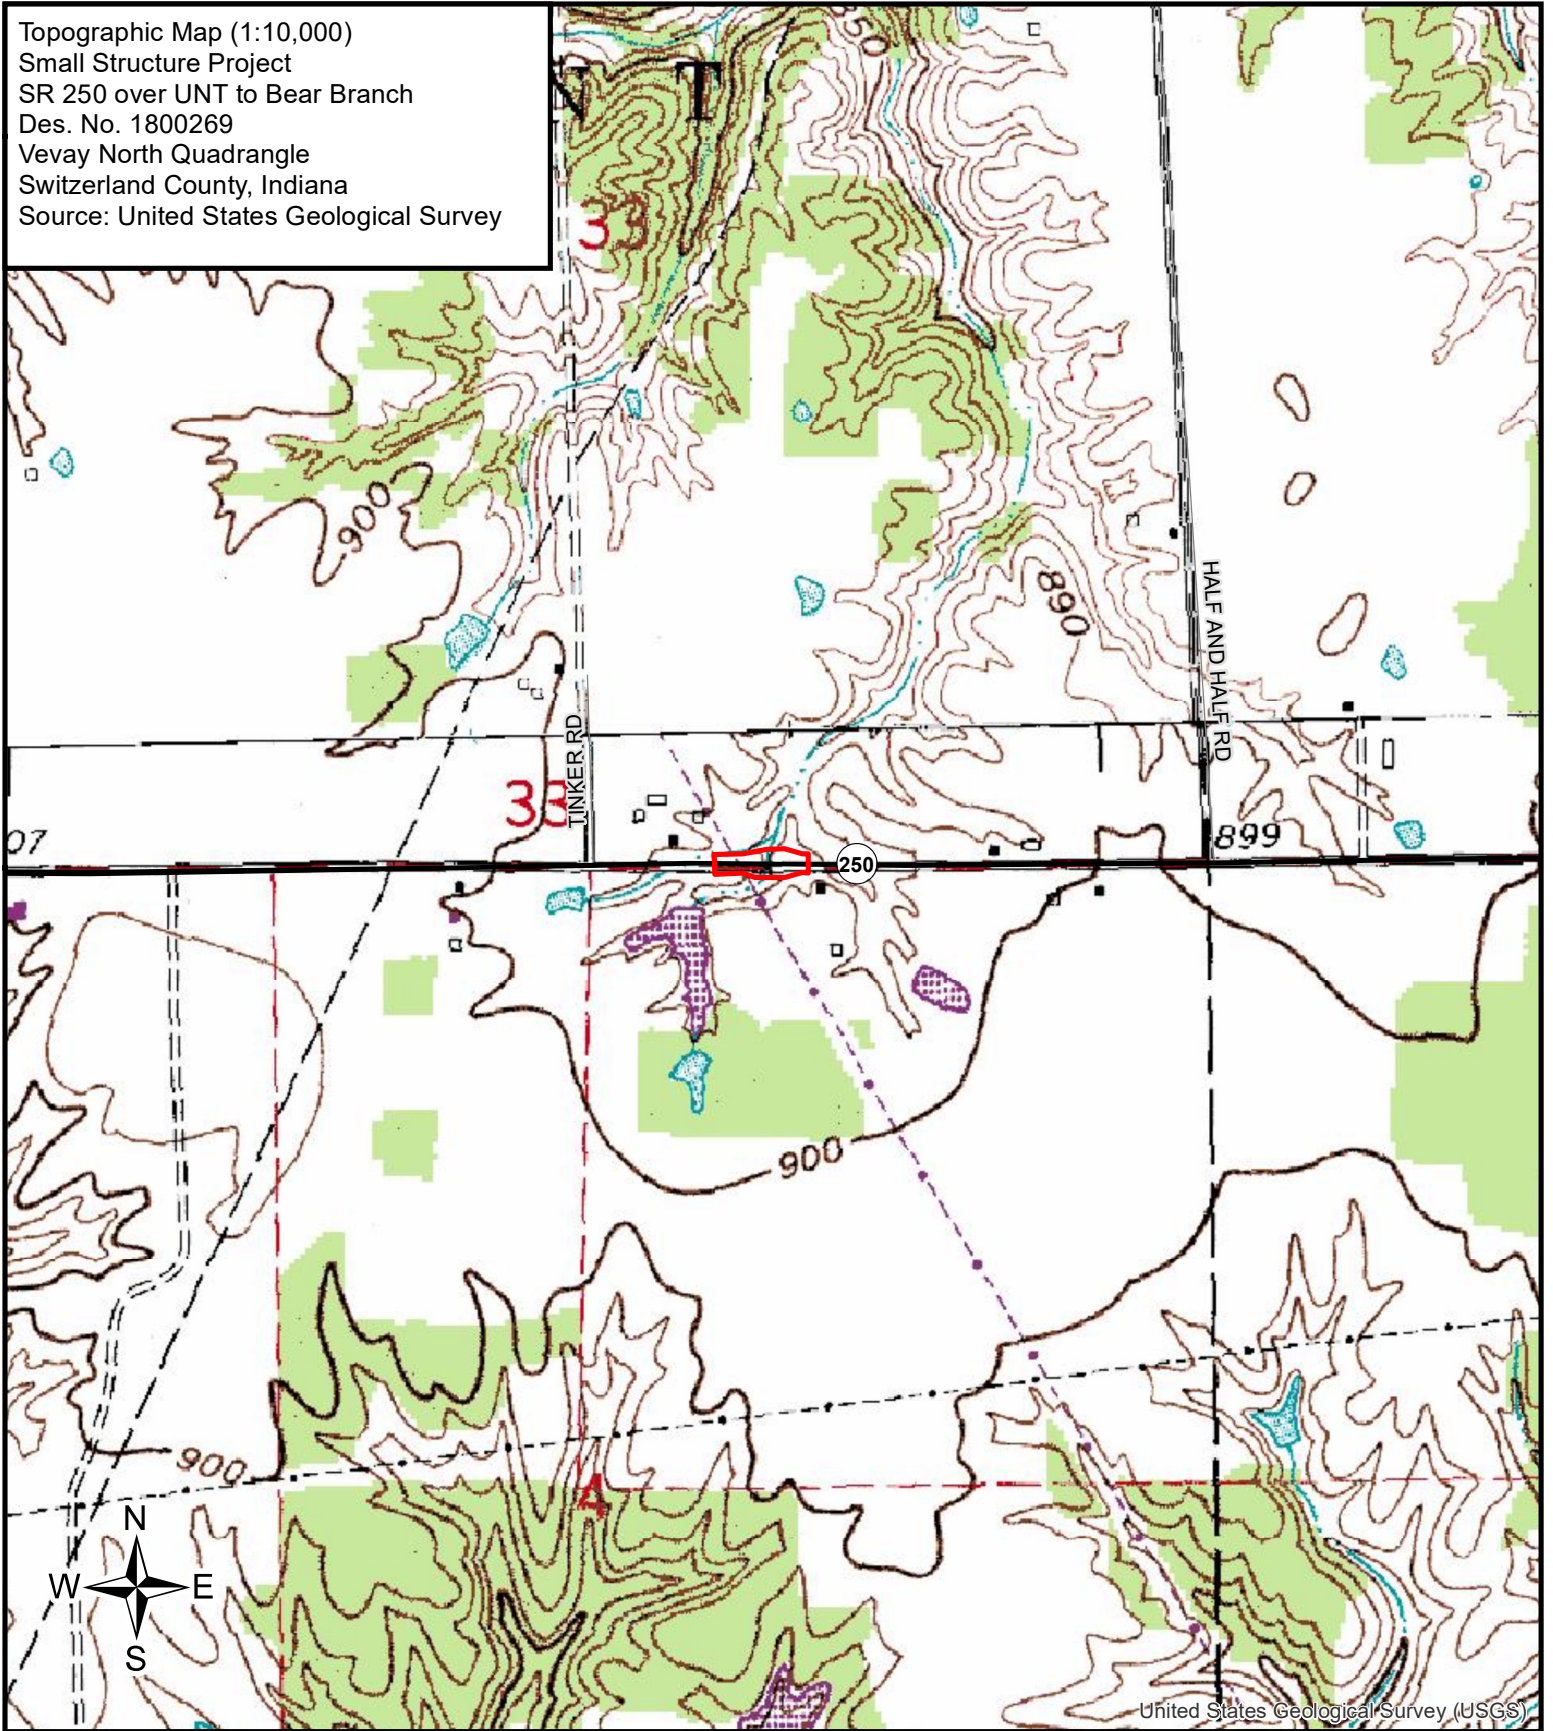 Topographic Map (1:10,000)
Small Structure Project
SR 250 over UNT to Bear Branch
Des. No. 1800269
Vevay North Quadrangle
Switzerland County, Indiana
Source: United States Geological Survey
T
850
33
900
890
HALF AND HALF RD
TINKER RD
33
07
899
250
900
900
4
N
W E
S
United States Geological Survey (USGS)